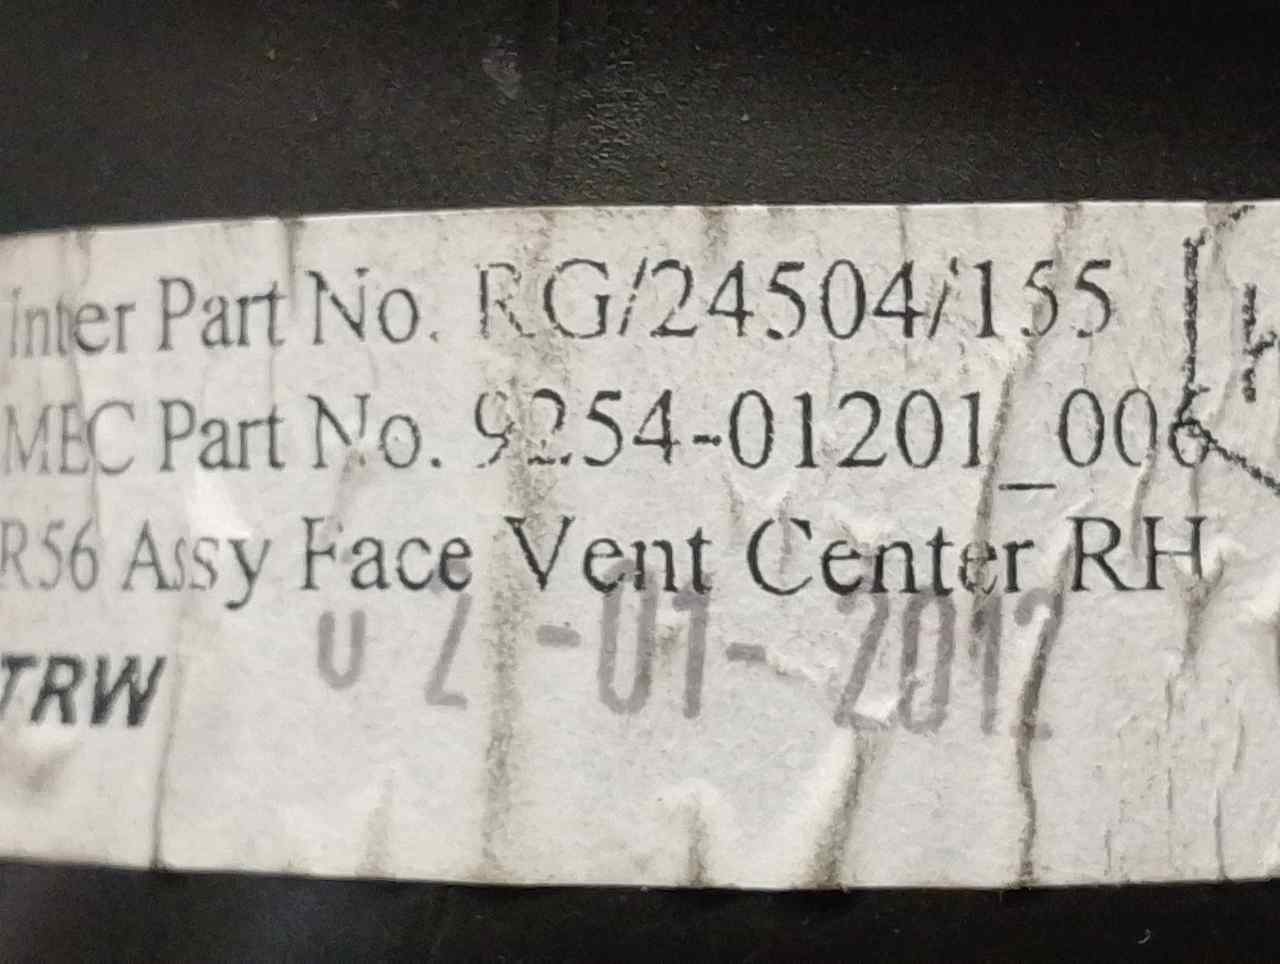 Inter Part No. RG/24504/155
MEC Part No. 9254-01201_006
R56 Assy Face Vent Center RH
02-01-2012
TRW